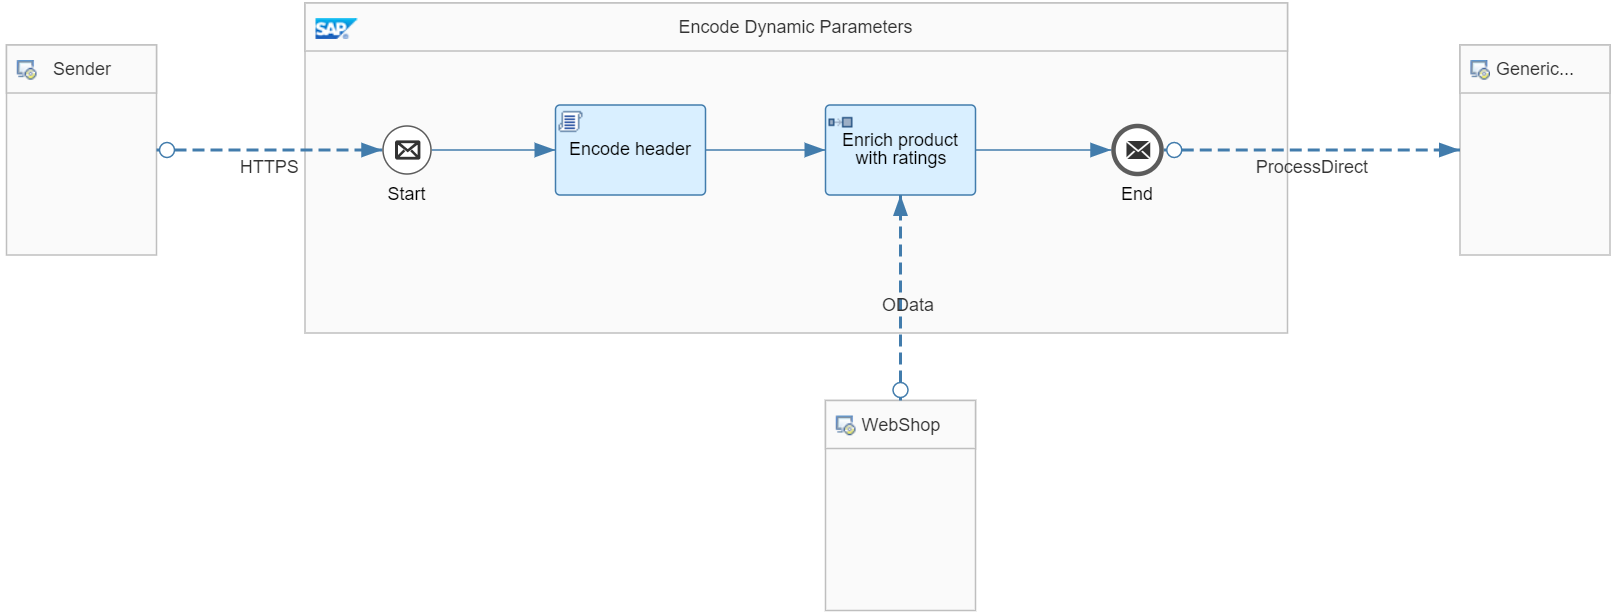 SAP
Encode Dynamic Parameters
Sender
Generic...
Encode header
Enrich product
with ratings
HTTPS
ProcessDirect
Start
End
OData
WebShop